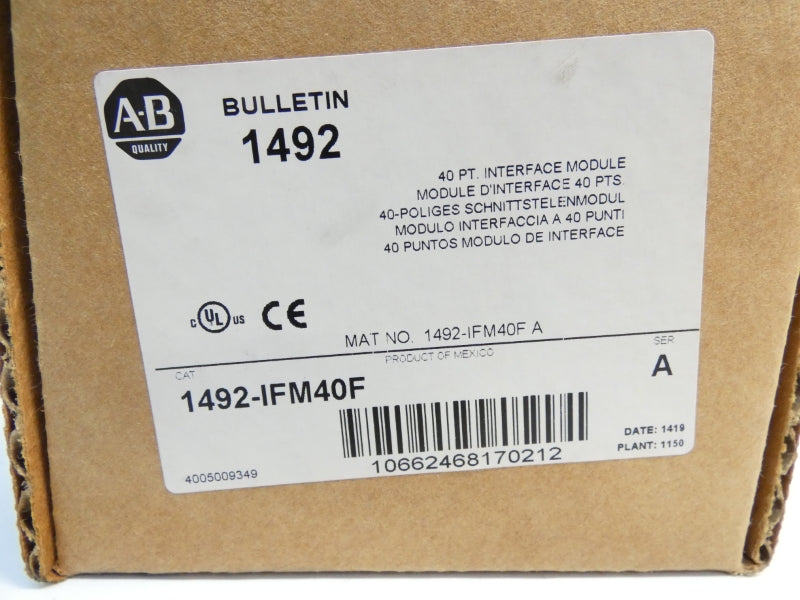 A·B
QUALITY
BULLETIN
1492
40 PT. INTERFACE MODULE
MODULE D'INTERFACE 40 PTS.
40-POLIGES SCHNITTSTELENMODUL
MODULO INTERFACCIA A 40 PUNTI
40 PUNTOS MODULO DE INTERFACE
C UL US CE
MAT NO. 1492-IFM40F A
PRODUCT OF MEXICO
CAT
1492-IFM40F
SER
A
10662468170212
DATE: 1419
PLANT: 1150
4005009349